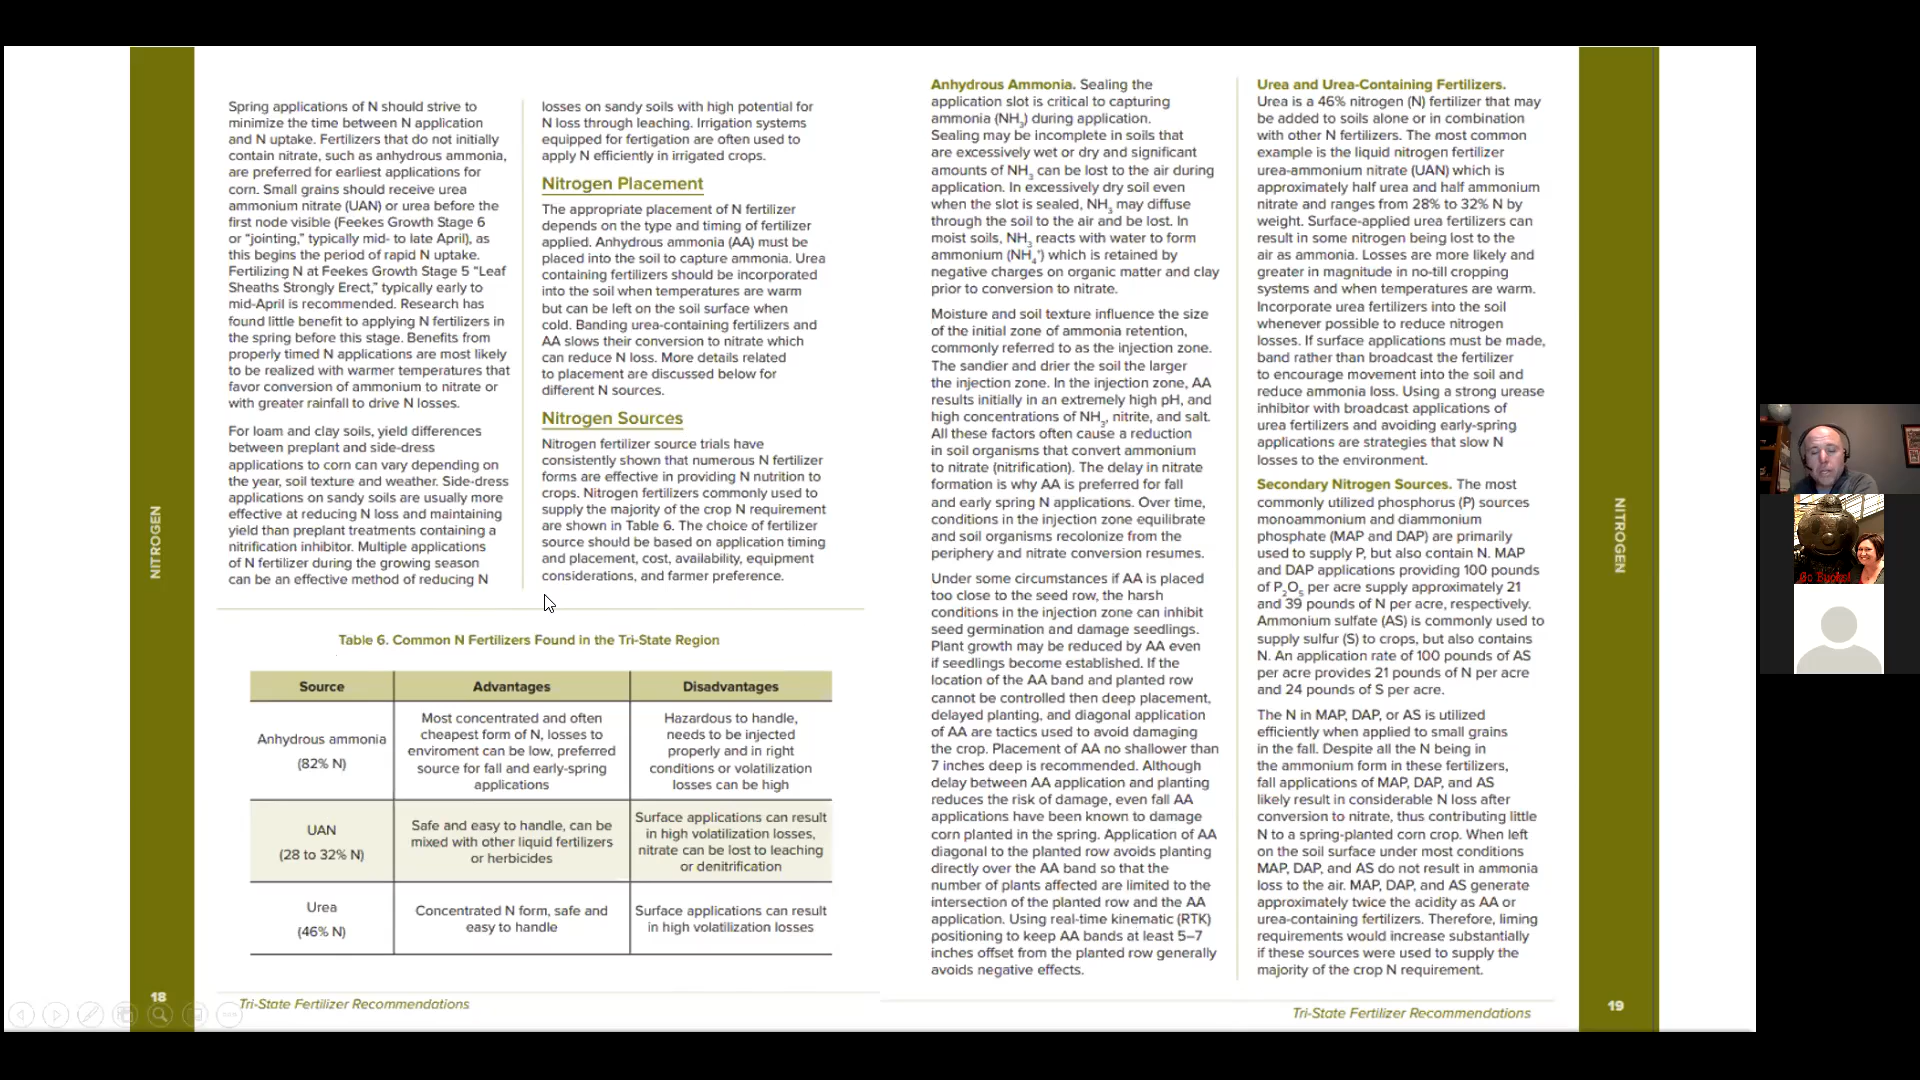 Spring applications of N should strive to
minimize the time between N application
and N uptake. Fertilizers that do not initially
contain nitrate, such as anhydrous ammonia,
are preferred for earliest applications for
corn. Small grains should receive urea
ammonium nitrate (UAN) or urea before the
first node visible (Feekes Growth Stage 6
or “jointing,” typically mid- to late April), as
this begins the period of rapid N uptake.
Fertilizing N at Feekes Growth Stage 5 “Leaf
Sheaths Strongly Erect,” typically early to
mid-April is recommended. Research has
found little benefit to applying N fertilizers in
the spring before this stage. Benefits from
properly timed N applications are most likely
to be realized with warmer temperatures that
favor conversion of ammonium to nitrate or
with greater rainfall to drive N losses.
For loam and clay soils, yield differences
between preplant and side-dress
applications to corn can vary depending on
the year, soil texture and weather. Side-dress
applications on sandy soils are usually more
effective at reducing N loss and maintaining
yield than preplant treatments containing a
nitrification inhibitor. Multiple applications
of N fertilizer during the growing season
can be an effective method of reducing N
losses on sandy soils with high potential for
N loss through leaching. Irrigation systems
equipped for fertigation are often used to
apply N efficiently in irrigated crops.
Nitrogen Placement
The appropriate placement of N fertilizer
depends on the type and timing of fertilizer
applied. Anhydrous ammonia (AA) must be
placed into the soil to capture ammonia. Urea
containing fertilizers should be incorporated
into the soil when temperatures are warm
but can be left on the soil surface when
cold. Banding urea-containing fertilizers and
AA slows their conversion to nitrate which
can reduce N loss. More details related
to placement are discussed below for
different N sources.
Nitrogen Sources
Nitrogen fertilizer source trials have
consistently shown that numerous N fertilizer
forms are effective in providing N nutrition to
crops. Nitrogen fertilizers commonly used to
supply the majority of the crop N requirement
are shown in Table 6. The choice of fertilizer
source should be based on application timing
and placement, cost, availability, equipment
considerations, and farmer preference.
Table 6. Common N Fertilizers Found in the Tri-State Region
Source Advantages Disadvantages
Anhydrous ammonia
(82% N)
Most concentrated and often
cheapest form of N, losses to
enviroment can be low, preferred
source for fall and early-spring
applications
Hazardous to handle,
needs to be injected
properly and in right
conditions or volatilization
losses can be high
UAN
(28 to 32% N)
Safe and easy to handle, can be
mixed with other liquid fertilizers
or herbicides
Surface applications can result
in high volatilization losses,
nitrate can be lost to leaching
or denitrification
Urea
(46% N)
Concentrated N form, safe and
easy to handle
Surface applications can result
in high volatilization losses
NITROGEN
18
Tri-State Fertilizer Recommendations
Anhydrous Ammonia. Sealing the
application slot is critical to capturing
ammonia (NH3) during application.
Sealing may be incomplete in soils that
are excessively wet or dry and significant
amounts of NH3 can be lost to the air during
application. In excessively dry soil even
when the slot is sealed, NH3 may diffuse
through the soil to the air and be lost. In
moist soils, NH3 reacts with water to form
ammonium (NH4+) which is retained by
negative charges on organic matter and clay
prior to conversion to nitrate.
Moisture and soil texture influence the size
of the initial zone of ammonia retention,
commonly referred to as the injection zone.
The sandier and drier the soil the larger
the injection zone. In the injection zone, AA
results initially in an extremely high pH, and
high concentrations of NH3, nitrite, and salt.
All these factors often cause a reduction
in soil organisms that convert ammonium
to nitrate (nitrification). The delay in nitrate
formation is why AA is preferred for fall
and early spring N applications. Over time,
conditions in the injection zone equilibrate
and soil organisms recolonize from the
periphery and nitrate conversion resumes.
Under some circumstances if AA is placed
too close to the seed row, the harsh
conditions in the injection zone can inhibit
seed germination and damage seedlings.
Plant growth may be reduced by AA even
if seedlings become established. If the
location of the AA band and planted row
cannot be controlled then deep placement,
delayed planting, and diagonal application
of AA are tactics used to avoid damaging
the crop. Placement of AA no shallower than
7 inches deep is recommended. Although
delay between AA application and planting
reduces the risk of damage, even fall AA
applications have been known to damage
corn planted in the spring. Application of AA
diagonal to the planted row avoids planting
directly over the AA band so that the
number of plants affected are limited to the
intersection of the planted row and the AA
application. Using real-time kinematic (RTK)
positioning to keep AA bands at least 5–7
inches offset from the planted row generally
avoids negative effects.
Urea and Urea-Containing Fertilizers.
Urea is a 46% nitrogen (N) fertilizer that may
be added to soils alone or in combination
with other N fertilizers. The most common
example is the liquid nitrogen fertilizer
urea-ammonium nitrate (UAN) which is
approximately half urea and half ammonium
nitrate and ranges from 28% to 32% N by
weight. Surface-applied urea fertilizers can
result in some nitrogen being lost to the
air as ammonia. Losses are more likely and
greater in magnitude in no-till cropping
systems and when temperatures are warm.
Incorporate urea fertilizers into the soil
whenever possible to reduce nitrogen
losses. If surface applications must be made,
band rather than broadcast the fertilizer
to encourage movement into the soil and
reduce ammonia loss. Using a strong urease
inhibitor with broadcast applications of
urea fertilizers and avoiding early-spring
applications are strategies that slow N
losses to the environment.
Secondary Nitrogen Sources. The most
commonly utilized phosphorus (P) sources
monoammonium and diammonium
phosphate (MAP and DAP) are primarily
used to supply P, but also contain N. MAP
and DAP applications providing 100 pounds
of P2O5 per acre supply approximately 21
and 39 pounds of N per acre, respectively.
Ammonium sulfate (AS) is commonly used to
supply sulfur (S) to crops, but also contains
N. An application rate of 100 pounds of AS
per acre provides 21 pounds of N per acre
and 24 pounds of S per acre.
The N in MAP, DAP, or AS is utilized
efficiently when applied to small grains
in the fall. Despite all the N being in
the ammonium form in these fertilizers,
fall applications of MAP, DAP, and AS
likely result in considerable N loss after
conversion to nitrate, thus contributing little
N to a spring-planted corn crop. When left
on the soil surface under most conditions
MAP, DAP, and AS do not result in ammonia
loss to the air. MAP, DAP, and AS generate
approximately twice the acidity as AA or
urea-containing fertilizers. Therefore, liming
requirements would increase substantially
if these sources were used to supply the
majority of the crop N requirement.
NITROGEN
19
Tri-State Fertilizer Recommendations
Go Bucks!